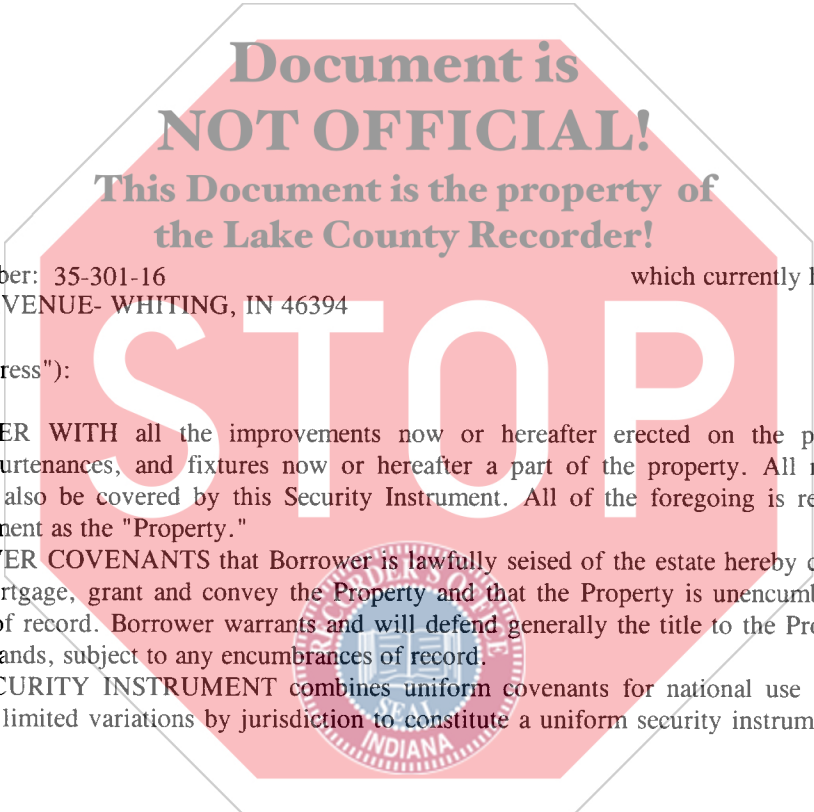 Document is
NOT OFFICIAL!
This Document is the property of
the Lake County Recorder!
ber: 35-301-16 which currently h
VENUE- WHITING, IN 46394
ress"):
STOP
ER WITH all the improvements now or hereafter erected on the p
urtenances, and fixtures now or hereafter a part of the property. All r
also be covered by this Security Instrument. All of the foregoing is re
nent as the "Property."
VER COVENANTS that Borrower is lawfully seised of the estate hereby c
rtgage, grant and convey the Property and that the Property is unencumb
of record. Borrower warrants and will defend generally the title to the Pro
ands, subject to any encumbrances of record.
CURITY INSTRUMENT combines uniform covenants for national use
limited variations by jurisdiction to constitute a uniform security instrum
RECORDER'S OFFICE
SEAL
INDIANA